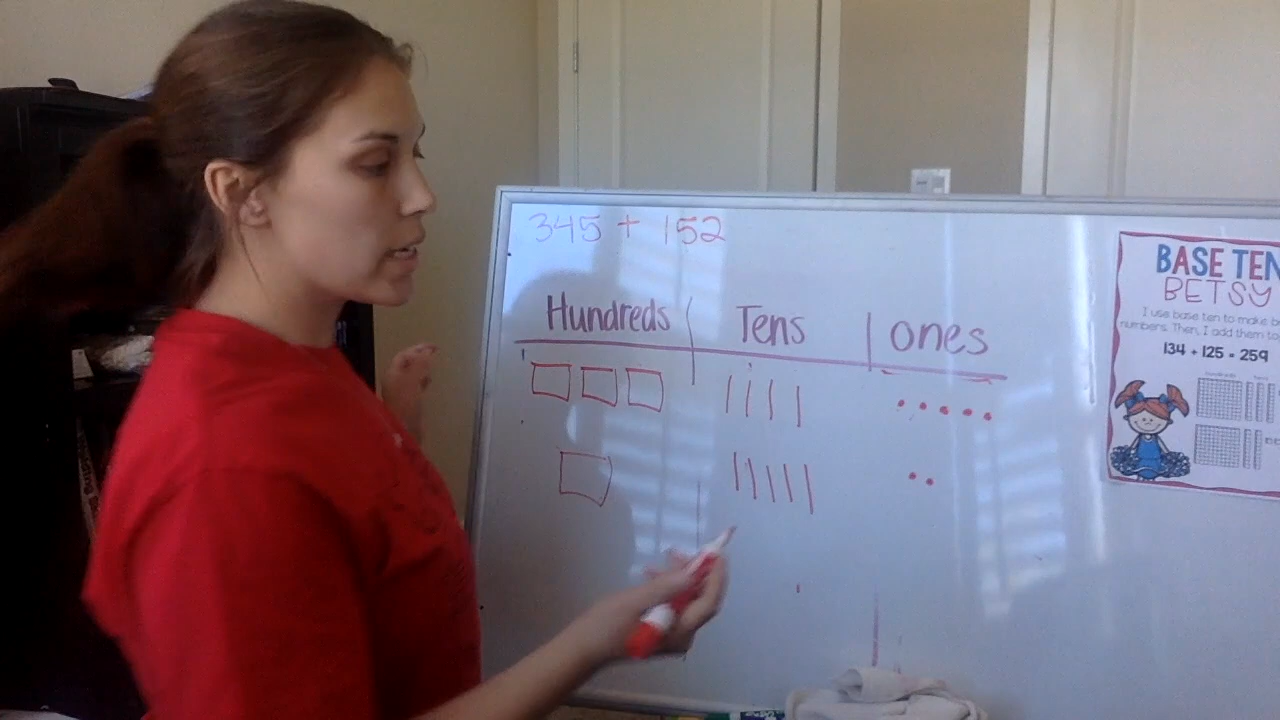 345 + 152
Hundreds | Tens | ones
BASE TEN
BETSY
I use base ten to make
numbers. Then, I add them
134 + 125 = 259